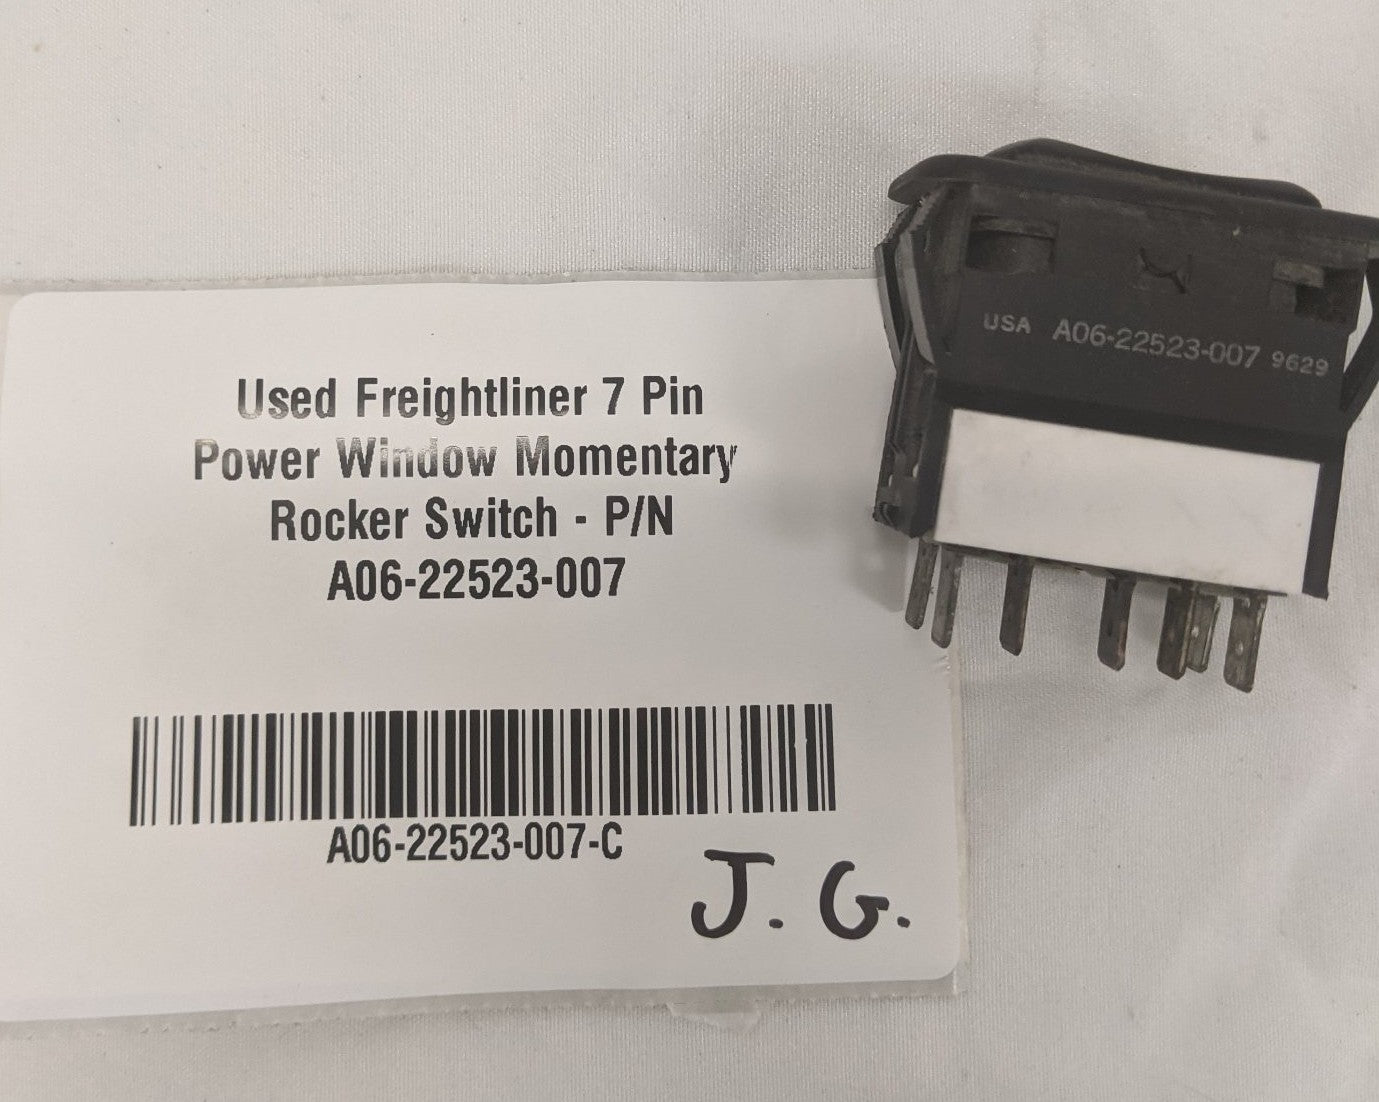 Used Freightliner 7 Pin
Power Window Momentary
Rocker Switch - P/N
A06-22523-007
A06-22523-007-C
J. G.
USA A06-22523-007 9629